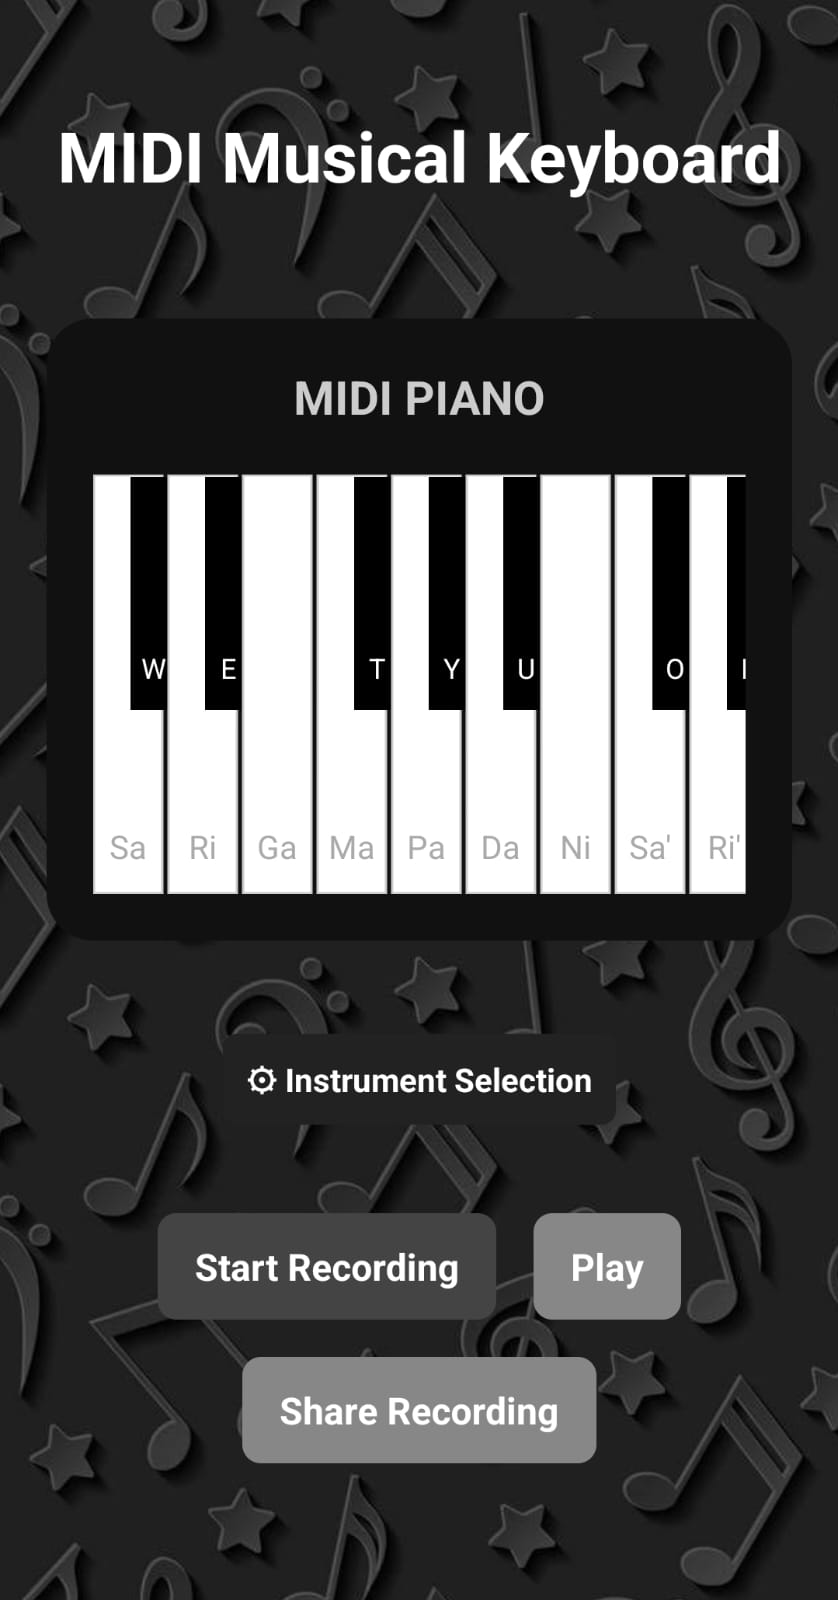 MIDI Musical Keyboard
MIDI PIANO
W E T Y U O
Sa Ri Ga Ma Pa Da Ni Sa' Ri'
⚙ Instrument Selection
Start Recording Play
Share Recording